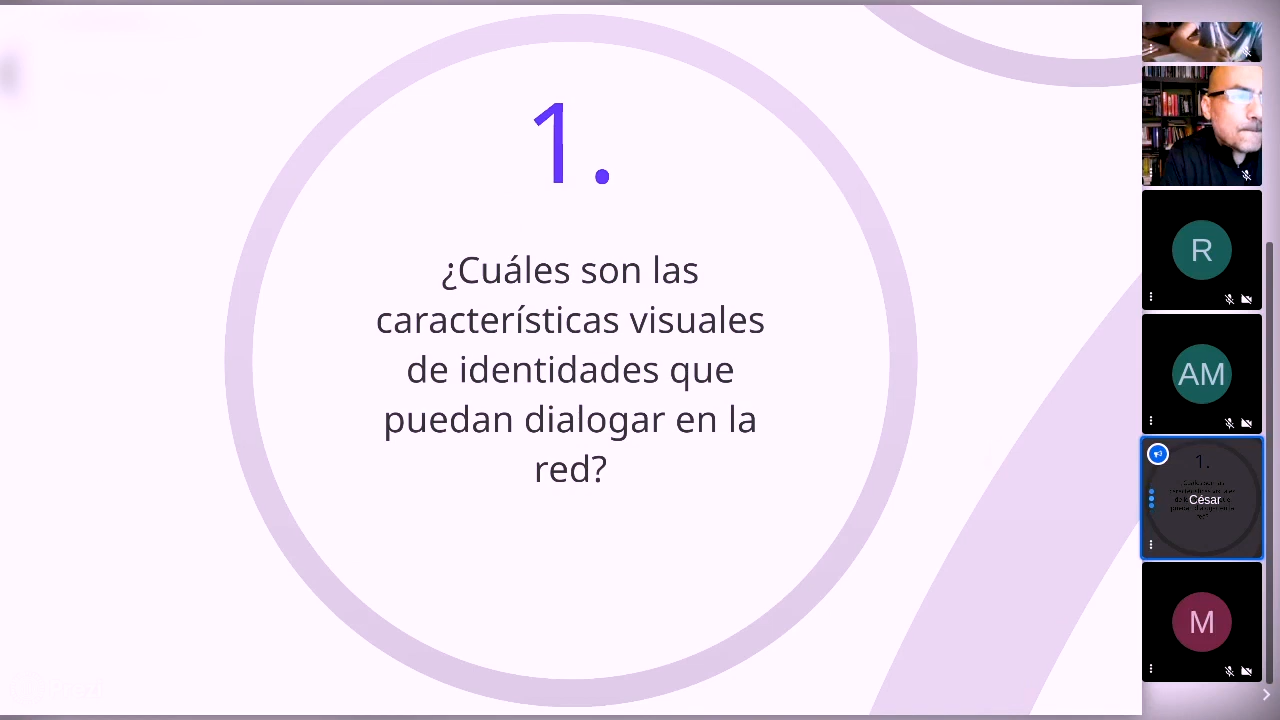 1.
¿Cuáles son las
características visuales
de identidades que
puedan dialogar en la
red?
R
AM
1.
César
M